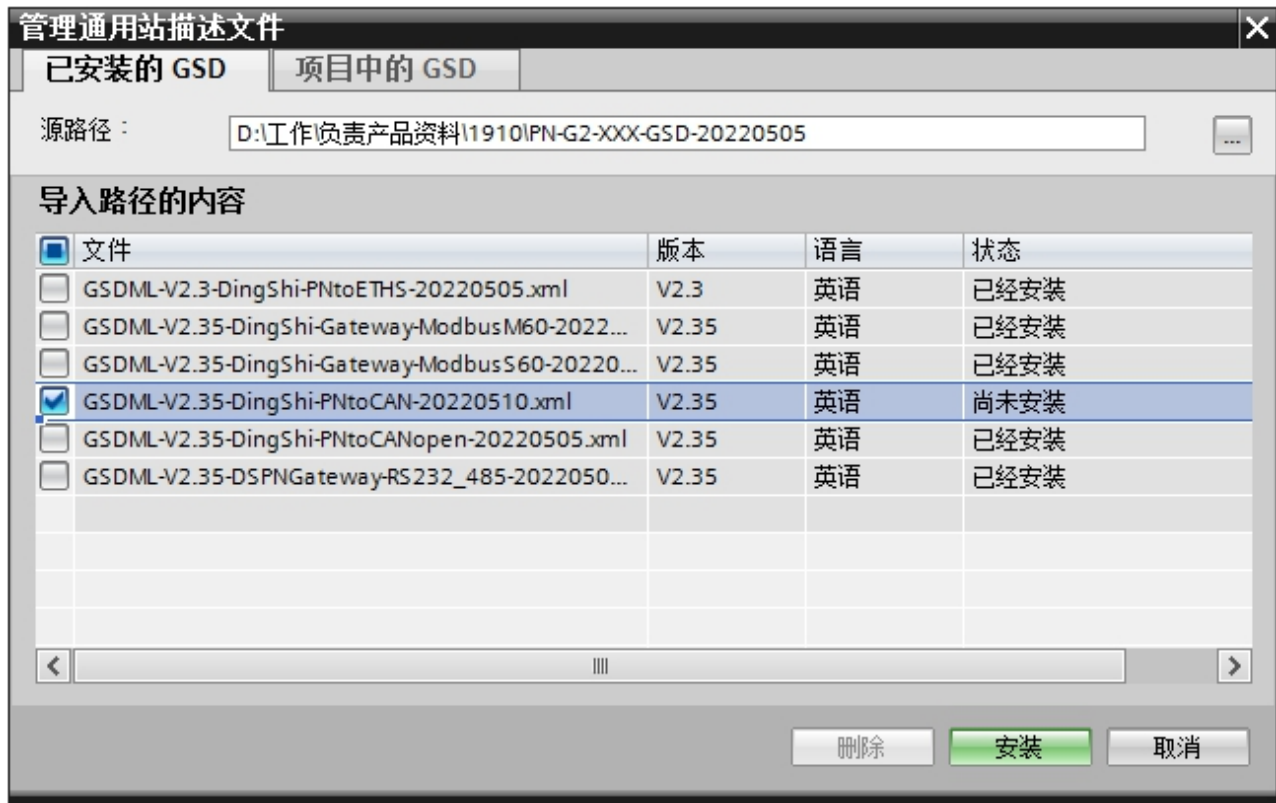 管理通用站描述文件
已安装的 GSD 项目中的 GSD
源路径： D:\工作\负责产品资料\1910\PN-G2-XXX-GSD-20220505 ...
导入路径的内容
文件 版本 语言 状态
GSDML-V2.3-DingShi-PNtoETHS-20220505.xml V2.3 英语 已经安装
GSDML-V2.35-DingShi-Gateway-ModbusM60-2022... V2.35 英语 已经安装
GSDML-V2.35-DingShi-Gateway-ModbusS60-20220... V2.35 英语 已经安装
GSDML-V2.35-DingShi-PNtoCAN-20220510.xml V2.35 英语 尚未安装
GSDML-V2.35-DingShi-PNtoCANopen-20220505.xml V2.35 英语 已经安装
GSDML-V2.35-DSPNGateway-RS232_485-2022050... V2.35 英语 已经安装
删除 安装 取消